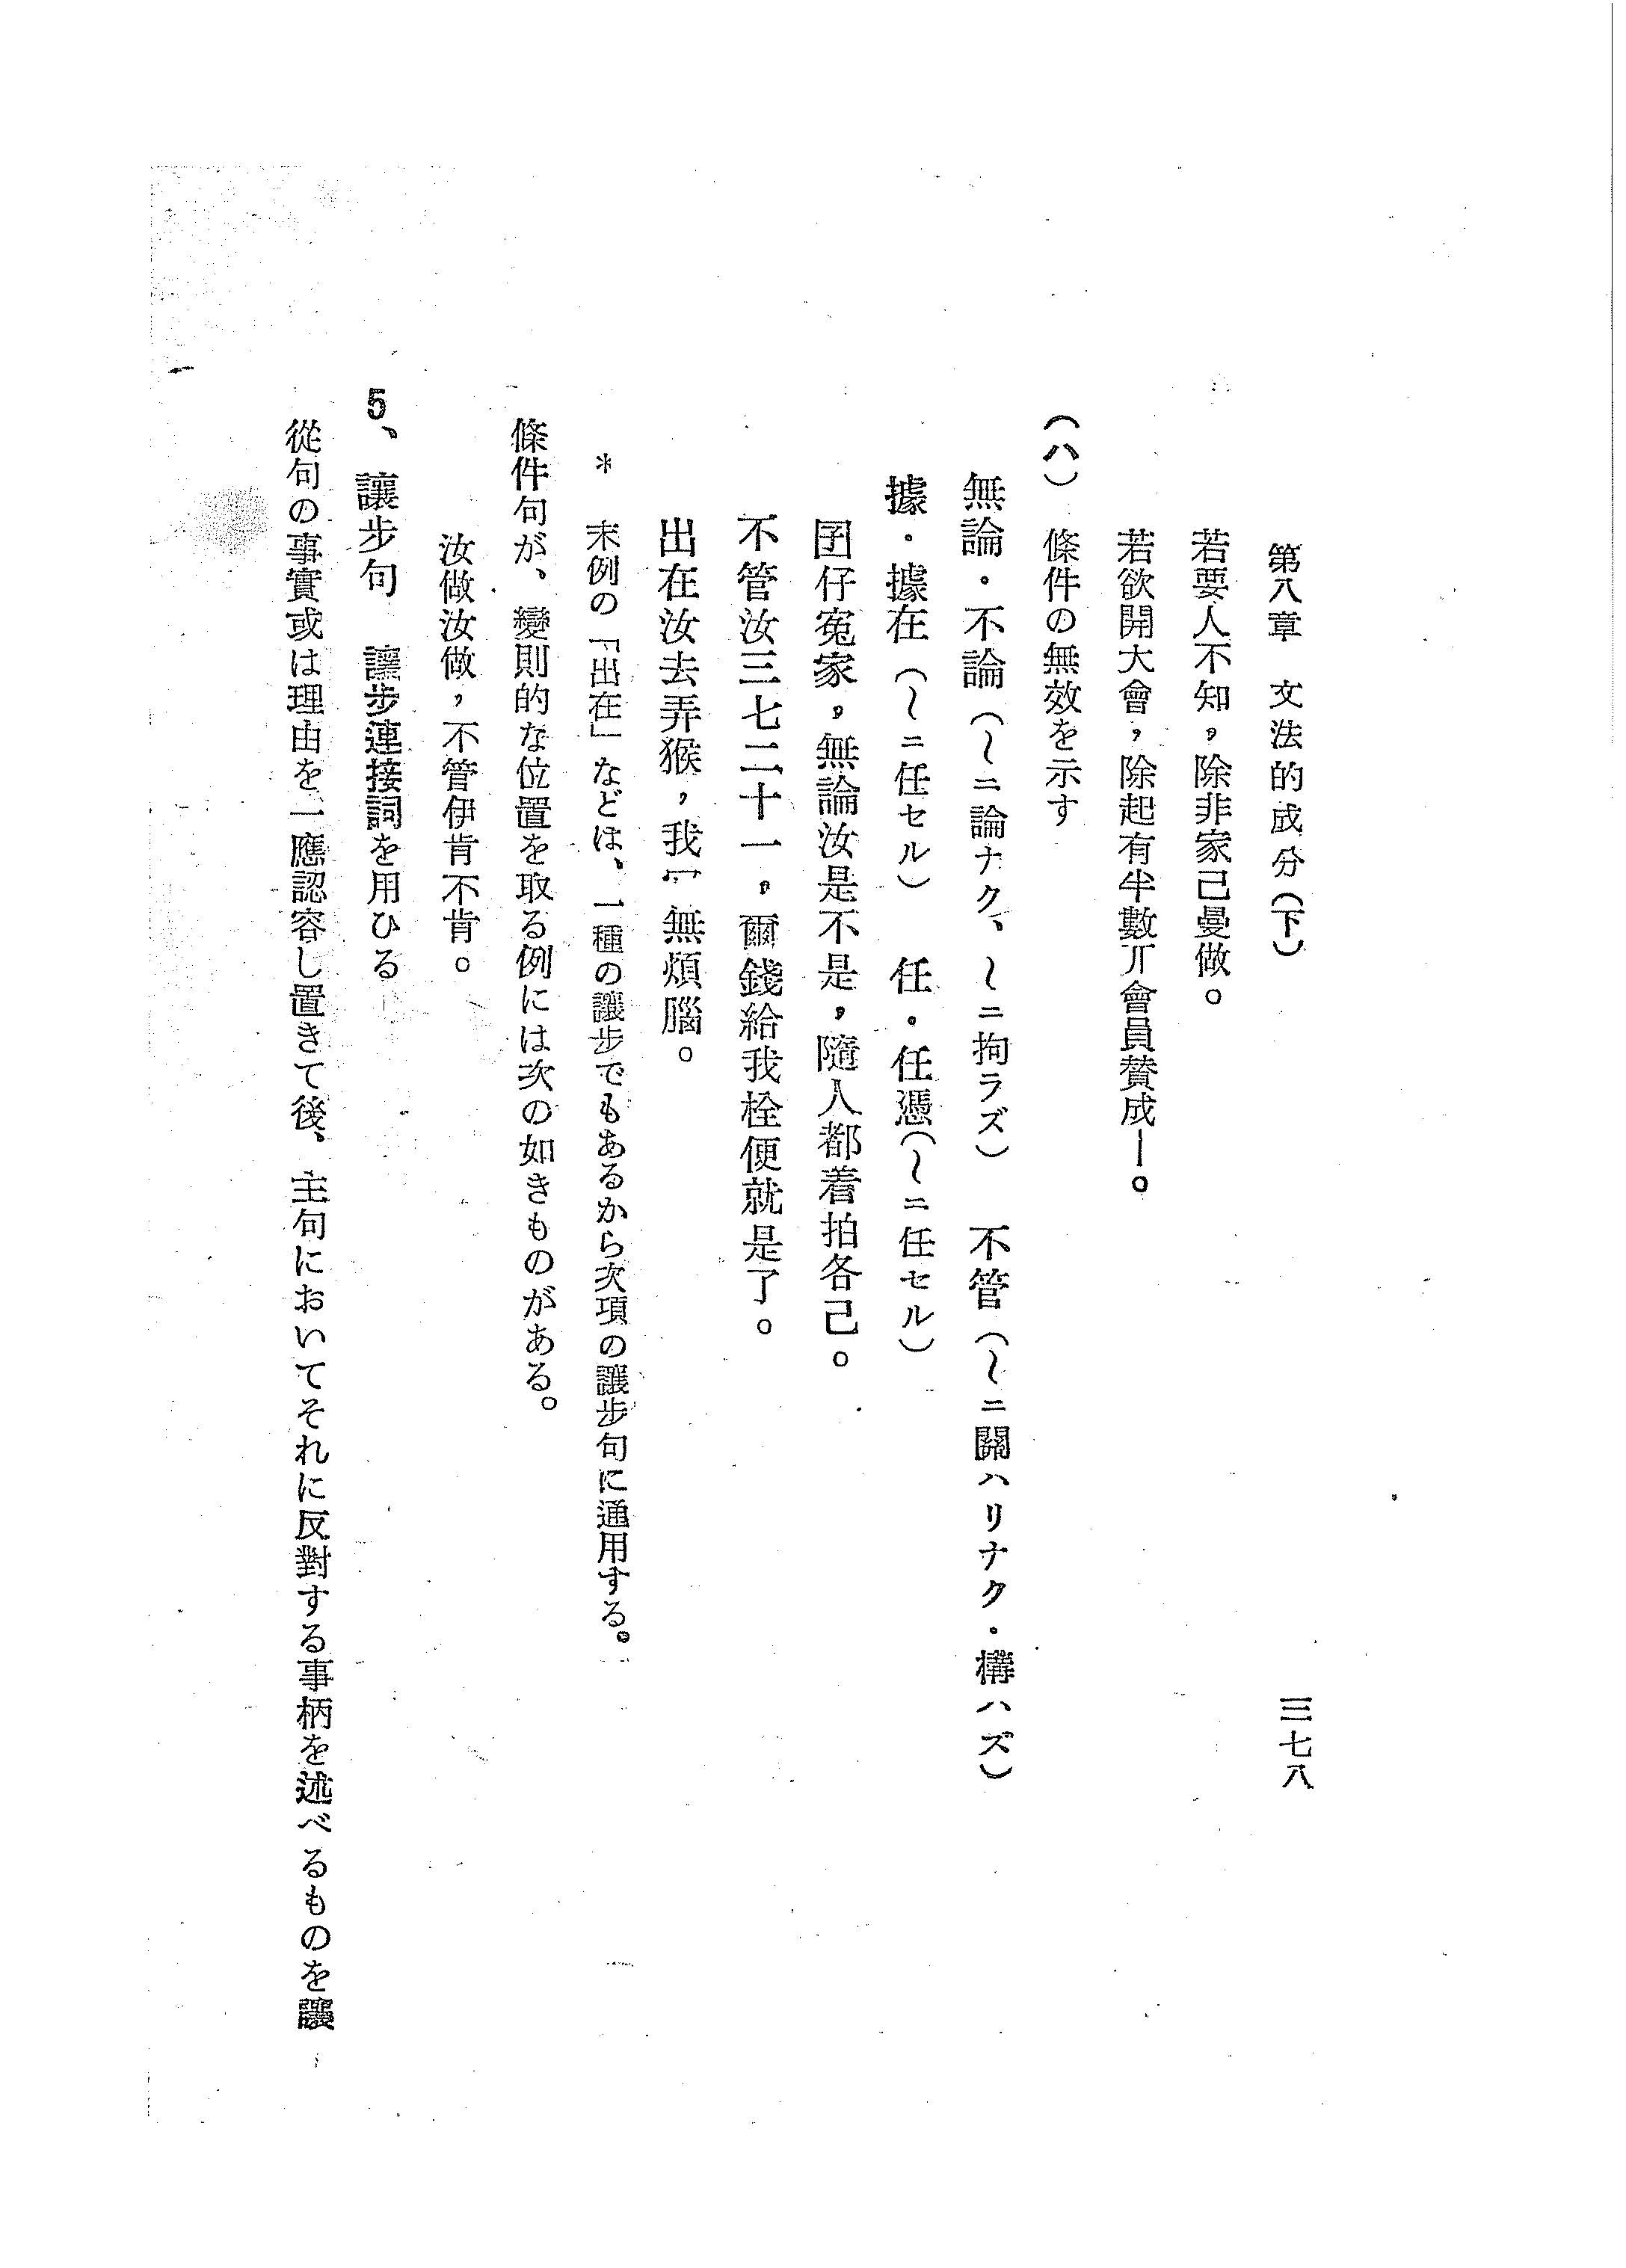 第八章　文法的成分（下）　三七八
若要人不知，除非家己曼做。
若欲開大會，除起有半數丌會員賛成—。
（ハ）　條件の無效を示す
無論・不論（〜ニ論ナク、〜ニ拘ラズ）　不管（〜ニ關ハリナク・構ハズ）
據・據在（〜ニ任セル）　任・任憑（〜ニ任セル）
囝仔寃家，無論汝是不是，隨人都着拍各己。
不管汝三七二十一，爾錢給我栓便就是了。
出在汝去弄猴，我 無煩腦。
＊　末例の「出在」などは、一種の讓步でもあるから次項の讓步句に通用する。
條件句が、變則的な位置を取る例には次の如きものがある。
汝做汝做，不管伊肯不肯。
5、讓步句　讓步連接詞を用ひる
從句の事實或は理由を一應認容し置きて後、主句においてそれに反對する事柄を述べるものを讓